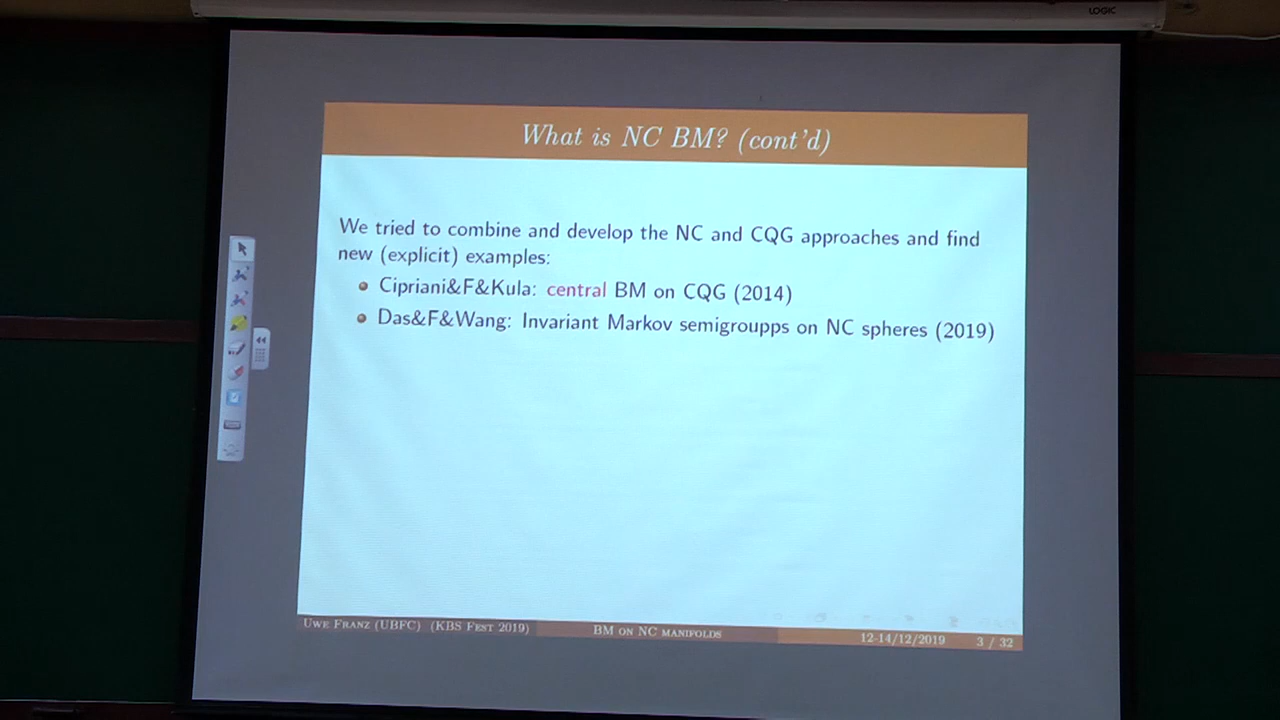 LOGIC
What is NC BM? (cont'd)
We tried to combine and develop the NC and CQG approaches and find
new (explicit) examples:
Cipriani&F&Kula: central BM on CQG (2014)
Das&F&Wang: Invariant Markov semigroupps on NC spheres (2019)
Uwe Franz (UBFC) (KBS Fest 2019) BM on NC manifolds 12-14/12/2019 3 / 32